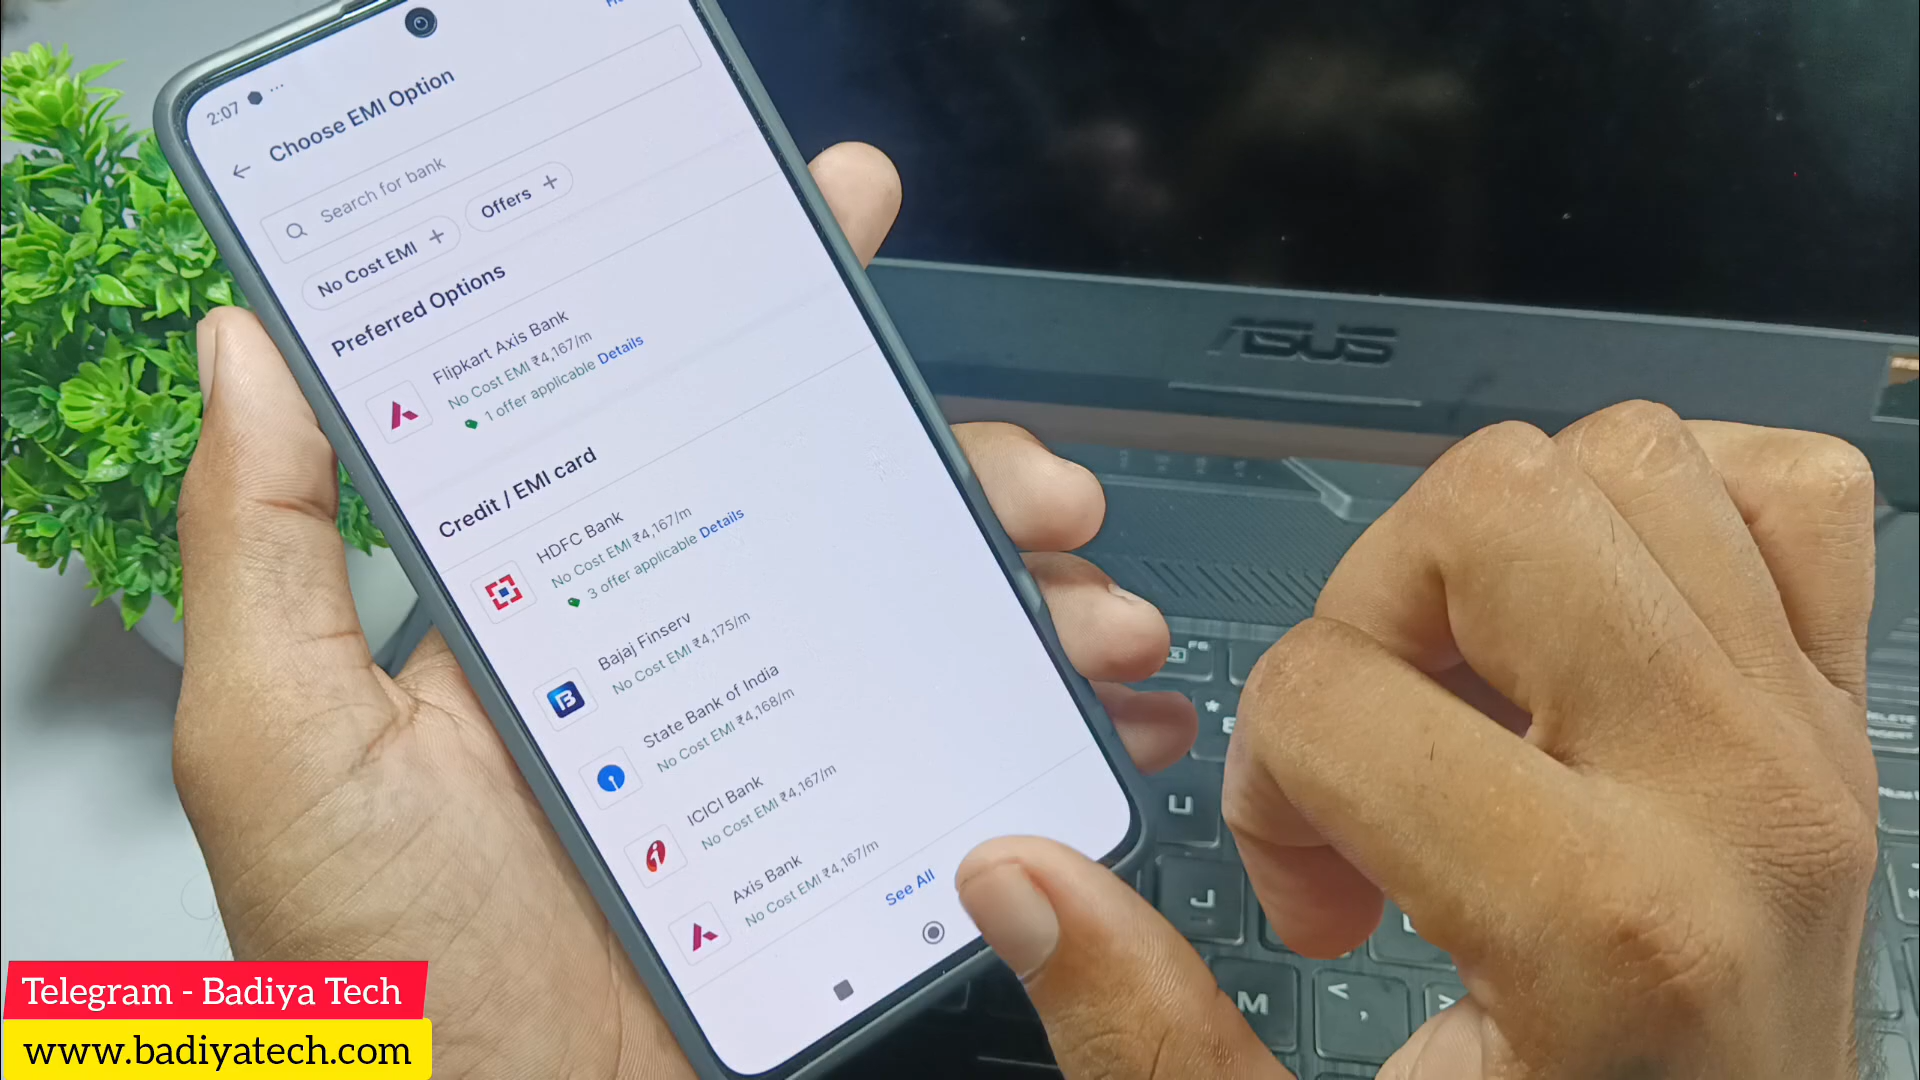 2:07
Choose EMI Option
Search for bank
No Cost EMI +
Offers +
Preferred Options
Flipkart Axis Bank
No Cost EMI ₹4,167/m
1 offer applicable Details
Credit / EMI card
HDFC Bank
No Cost EMI ₹4,167/m
3 offer applicable Details
Bajaj Finserv
No Cost EMI ₹4,175/m
State Bank of India
No Cost EMI ₹4,168/m
ICICI Bank
No Cost EMI ₹4,167/m
Axis Bank
No Cost EMI ₹4,167/m
See All
ASUS
M
Telegram - Badiya Tech
www.badiyatech.com